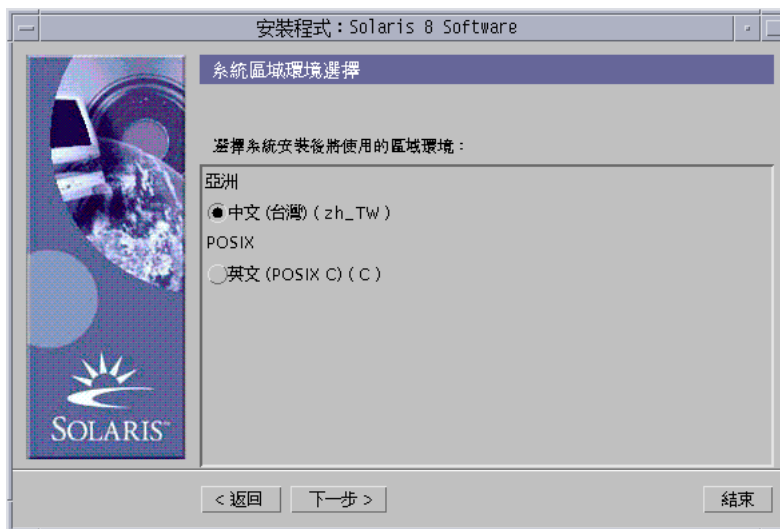 安裝程式：Solaris 8 Software
系統區域環境選擇
選擇系統安裝後將使用的區域環境：
亞洲
中文 (台灣) ( zh_TW )
POSIX
英文 (POSIX C) ( C )
SOLARIS™
< 返回
下一步 >
結束